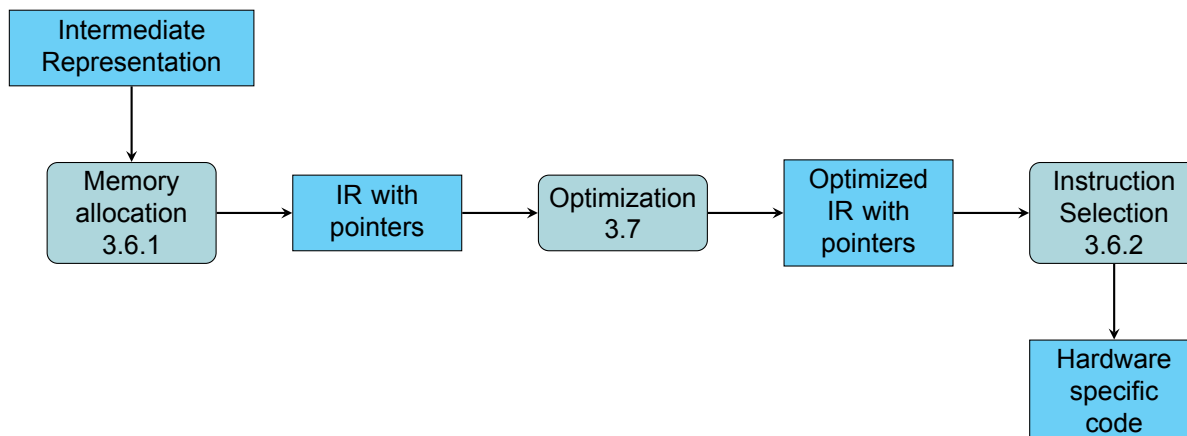 Intermediate
Representation
Memory
allocation
3.6.1
IR with
pointers
Optimization
3.7
Optimized
IR with
pointers
Instruction
Selection
3.6.2
Hardware
specific
code